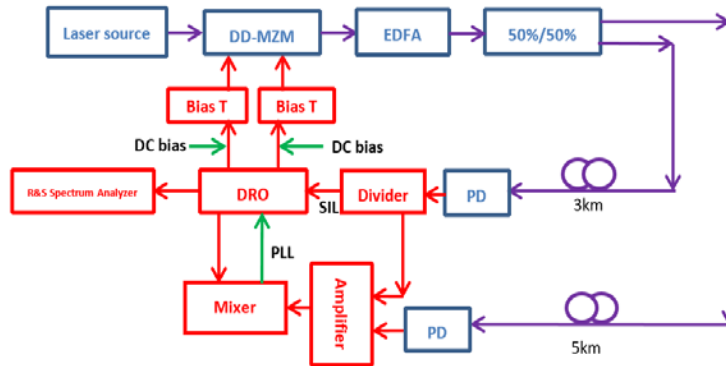 Laser source
DD-MZM
EDFA
50%/50%
Bias T
Bias T
DC bias
DC bias
R&S Spectrum Analyzer
DRO
SIL
Divider
PD
3km
PLL
Mixer
Amplifier
PD
5km